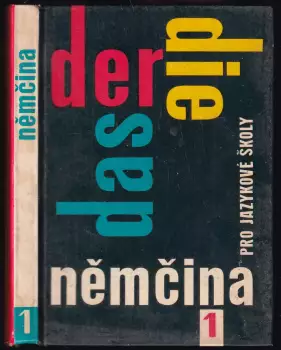 němčina
1
der
die
das
PRO JAZYKOVÉ ŠKOLY
němčina
1